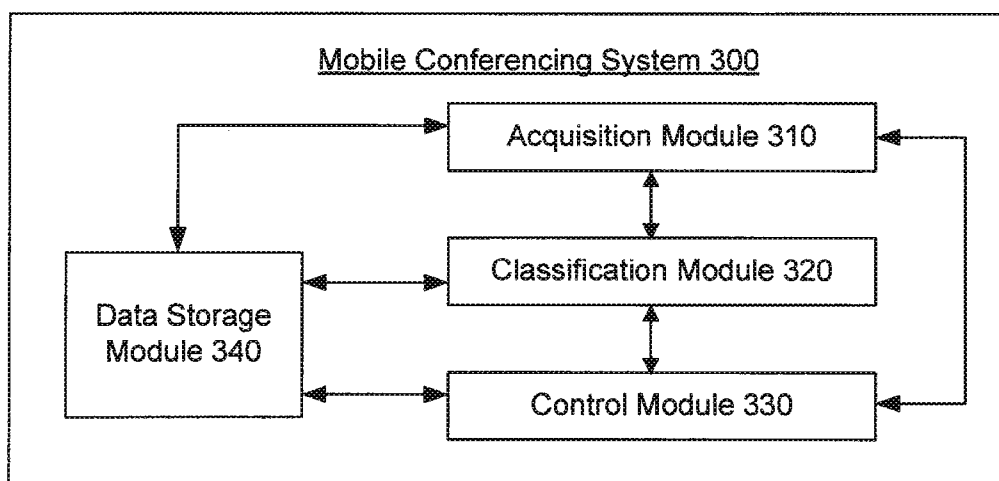 Mobile Conferencing System 300
Acquisition Module 310
Classification Module 320
Data Storage
Module 340
Control Module 330